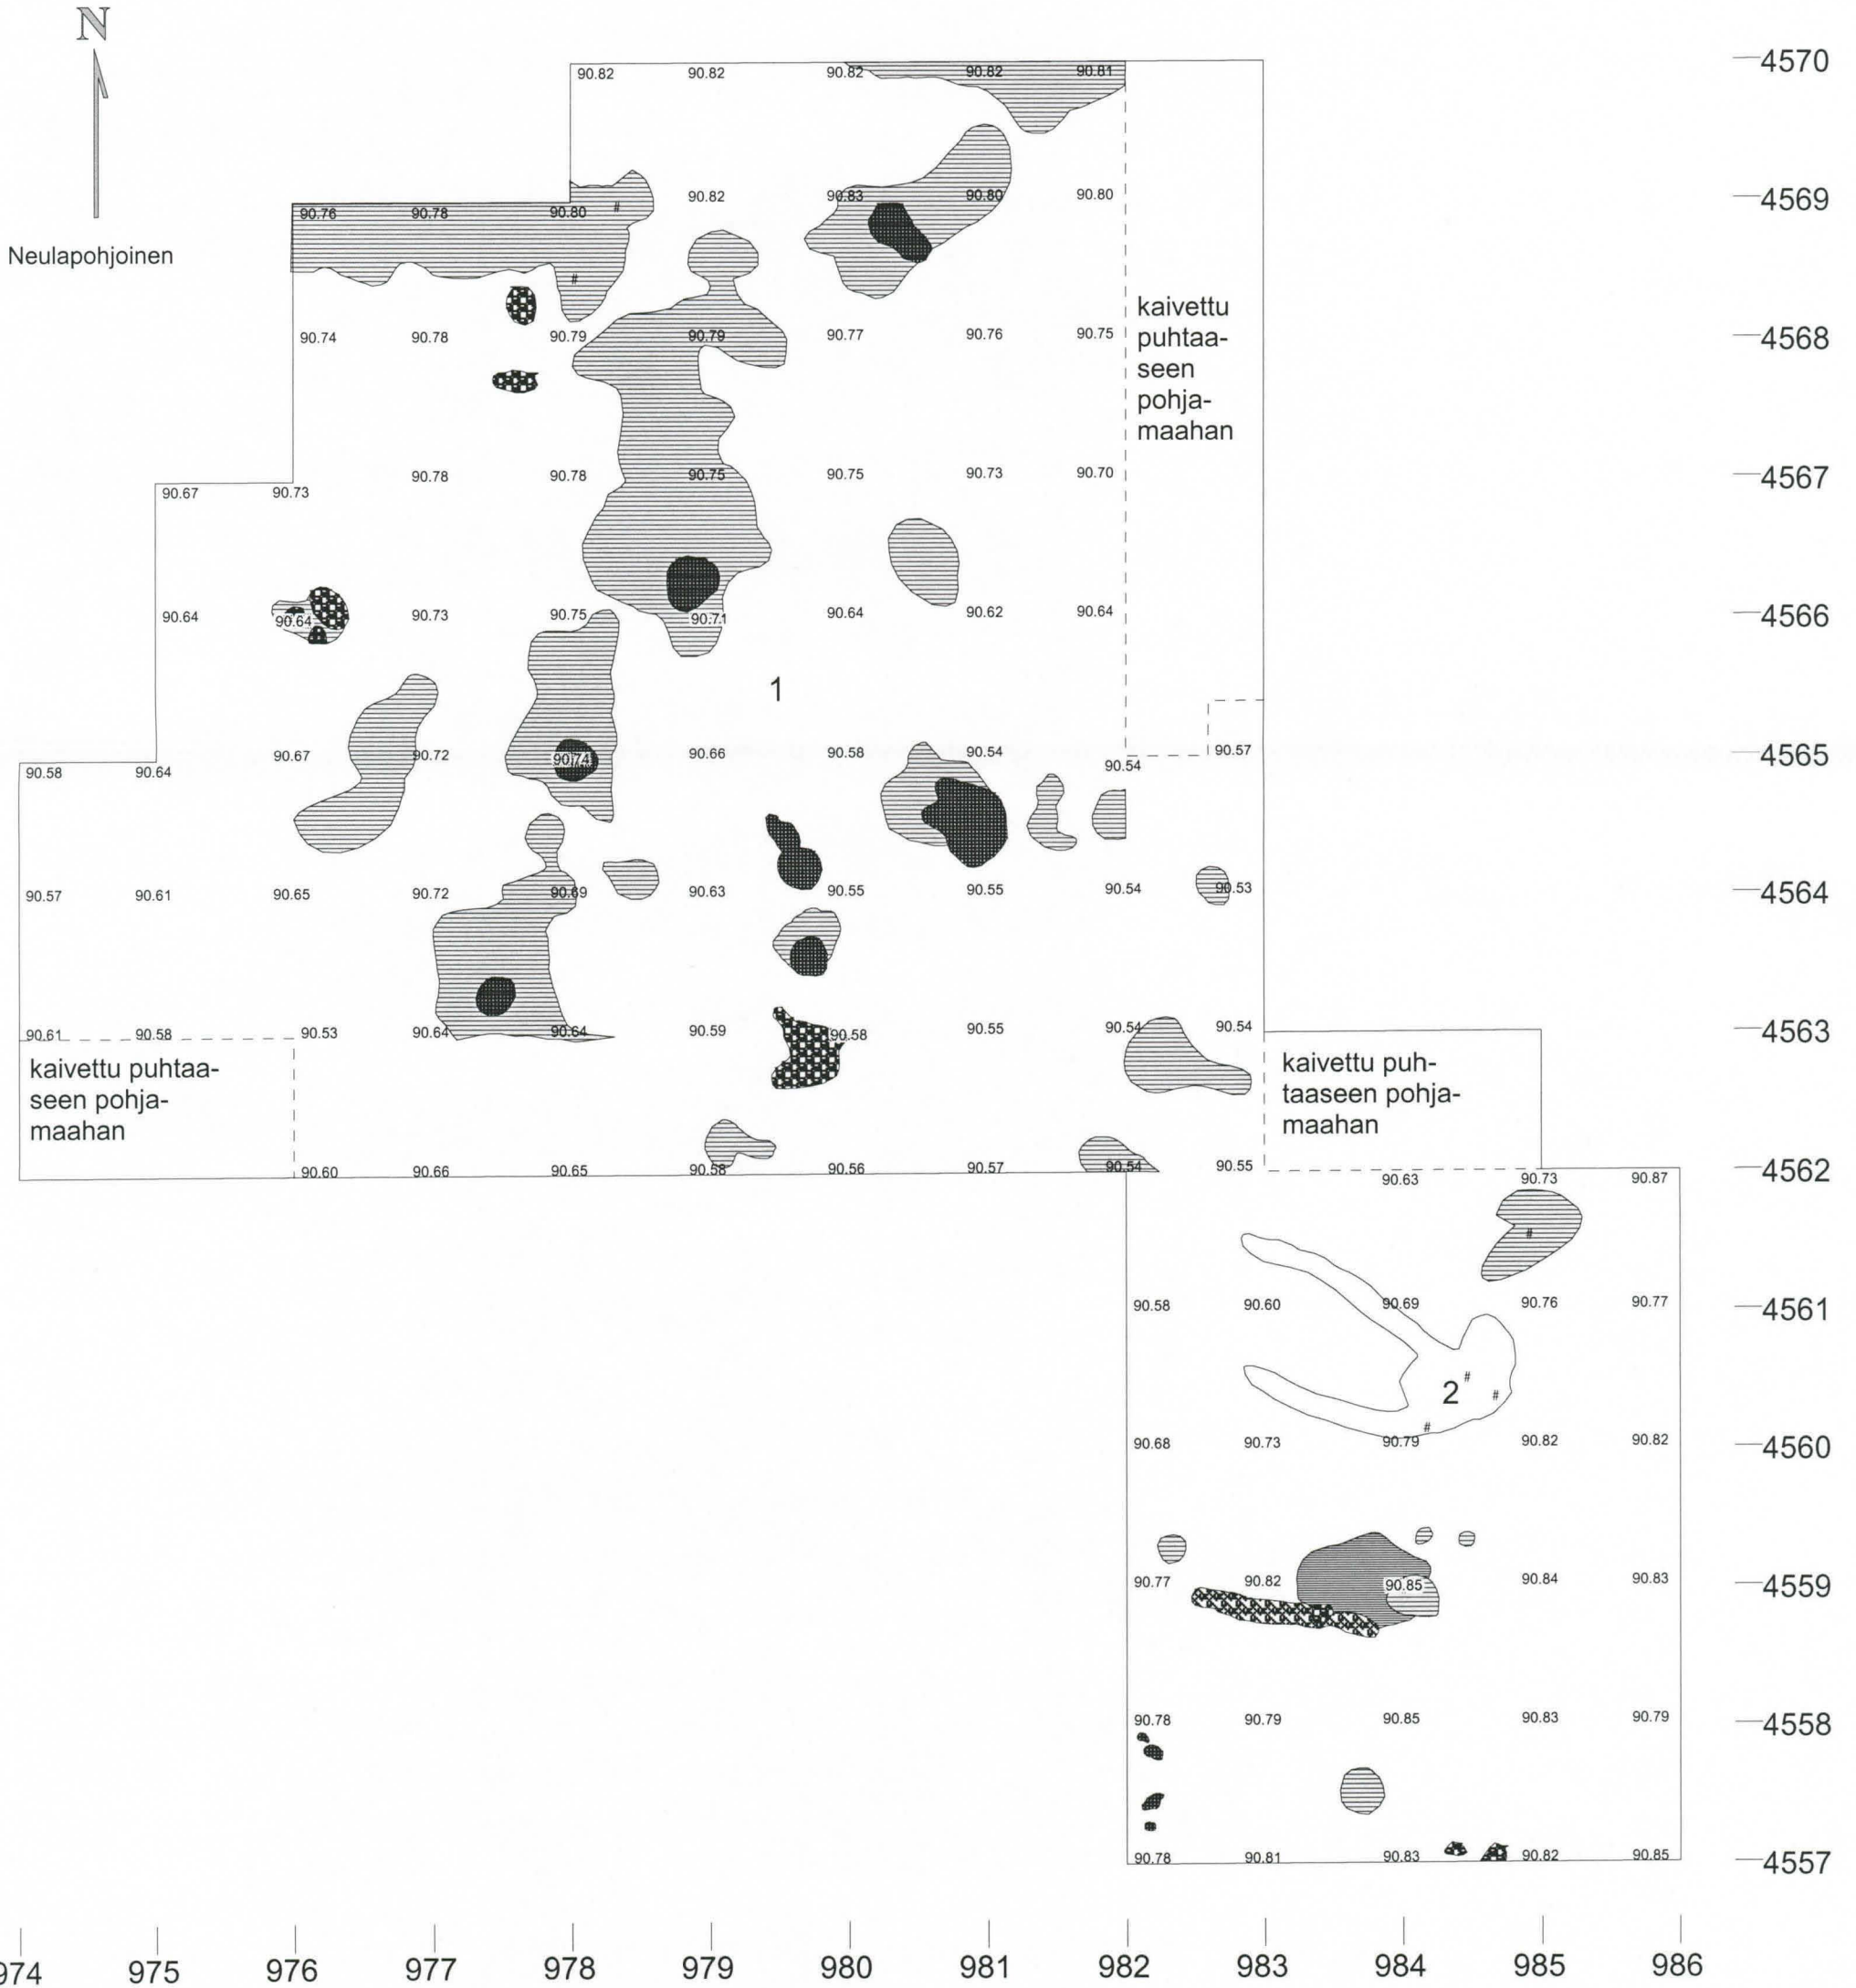 N
4570
90.82 90.82 90.82 90.82 90.81
90.82 90.83 90.80 90.80
4569
90.76 90.78 90.80
#
Neulapohjoinen
#
kaivettu
puhtaa-
seen
pohja-
maahan
90.74 90.78 90.79 90.79 90.77 90.76 90.75
4568
90.78 90.78 90.75 90.75 90.73 90.70
4567
90.67 90.73
90.64 90.64 90.73 90.75 90.71 90.64 90.62 90.64
4566
1
90.67 90.72 90.74 90.66 90.58 90.54 90.54 90.57
4565
90.58 90.64
90.57 90.61 90.65 90.72 90.69 90.63 90.55 90.55 90.54 90.53
4564
90.61 90.58 90.53 90.64 90.64 90.59 90.58 90.55 90.54 90.54
4563
kaivettu puhtaa-
seen pohja-
maahan
kaivettu puh-
taaseen pohja-
maahan
90.60 90.66 90.65 90.58 90.56 90.57 90.54 90.55
4562
90.63 90.73 90.87
#
90.58 90.60 90.69 90.76 90.77
4561
2 # #
#
90.68 90.73 90.79 90.82 90.82
4560
90.77 90.82 90.85 90.84 90.83
4559
90.78 90.79 90.85 90.83 90.79
4558
90.78 90.81 90.83 90.82 90.85
4557
974 975 976 977 978 979 980 981 982 983 984 985 986